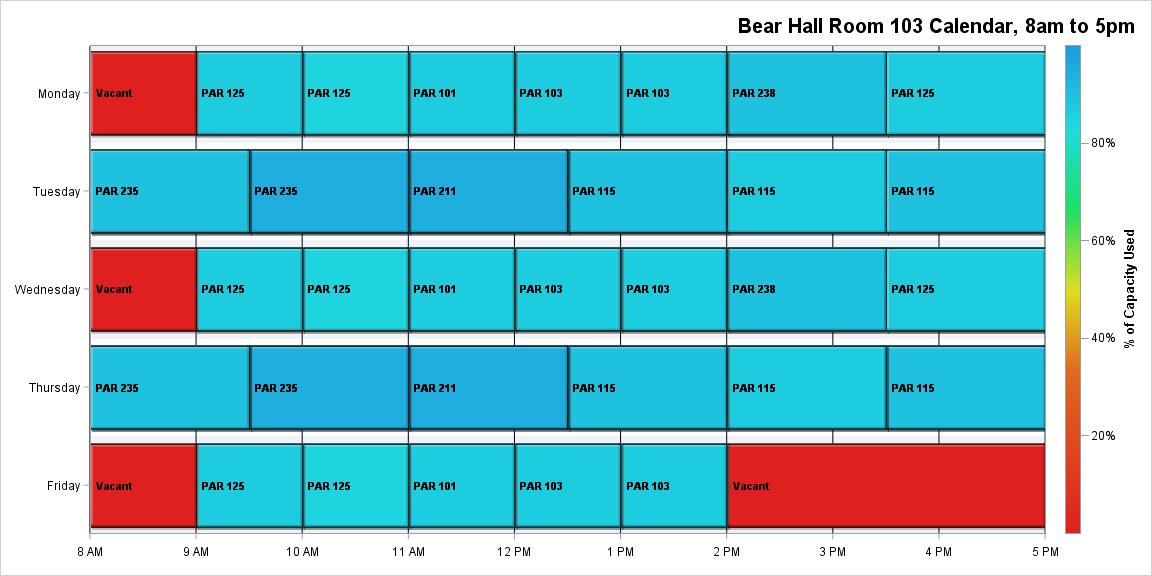 Bear Hall Room 103 Calendar, 8am to 5pm
Monday
Vacant
PAR 125
PAR 125
PAR 101
PAR 103
PAR 103
PAR 238
PAR 125
Tuesday
PAR 235
PAR 235
PAR 211
PAR 115
PAR 115
PAR 115
Wednesday
Vacant
PAR 125
PAR 125
PAR 101
PAR 103
PAR 103
PAR 238
PAR 125
Thursday
PAR 235
PAR 235
PAR 211
PAR 115
PAR 115
PAR 115
Friday
Vacant
PAR 125
PAR 125
PAR 101
PAR 103
PAR 103
Vacant
8 AM
9 AM
10 AM
11 AM
12 PM
1 PM
2 PM
3 PM
4 PM
5 PM
80%
60%
40%
20%
% of Capacity Used